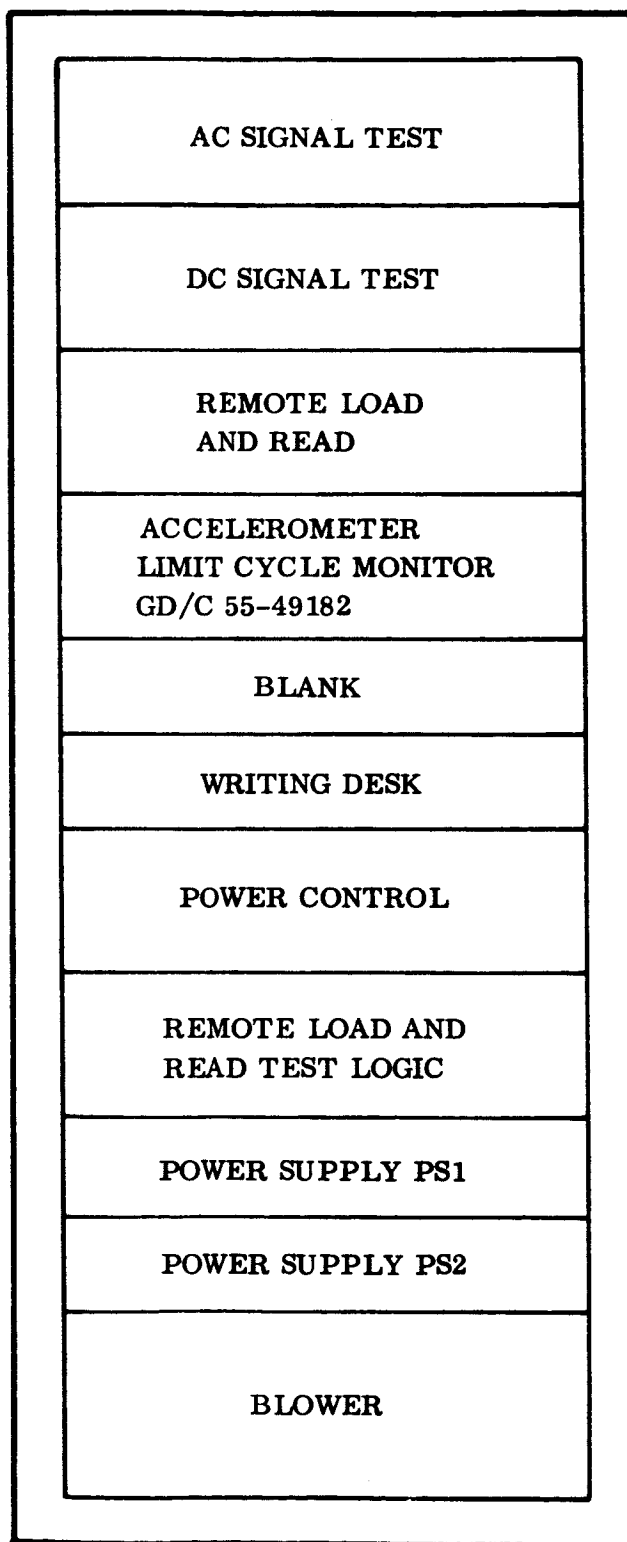 AC SIGNAL TEST
DC SIGNAL TEST
REMOTE LOAD
AND READ
ACCELEROMETER
LIMIT CYCLE MONITOR
GD/C 55-49182
BLANK
WRITING DESK
POWER CONTROL
REMOTE LOAD AND
READ TEST LOGIC
POWER SUPPLY PS1
POWER SUPPLY PS2
BLOWER